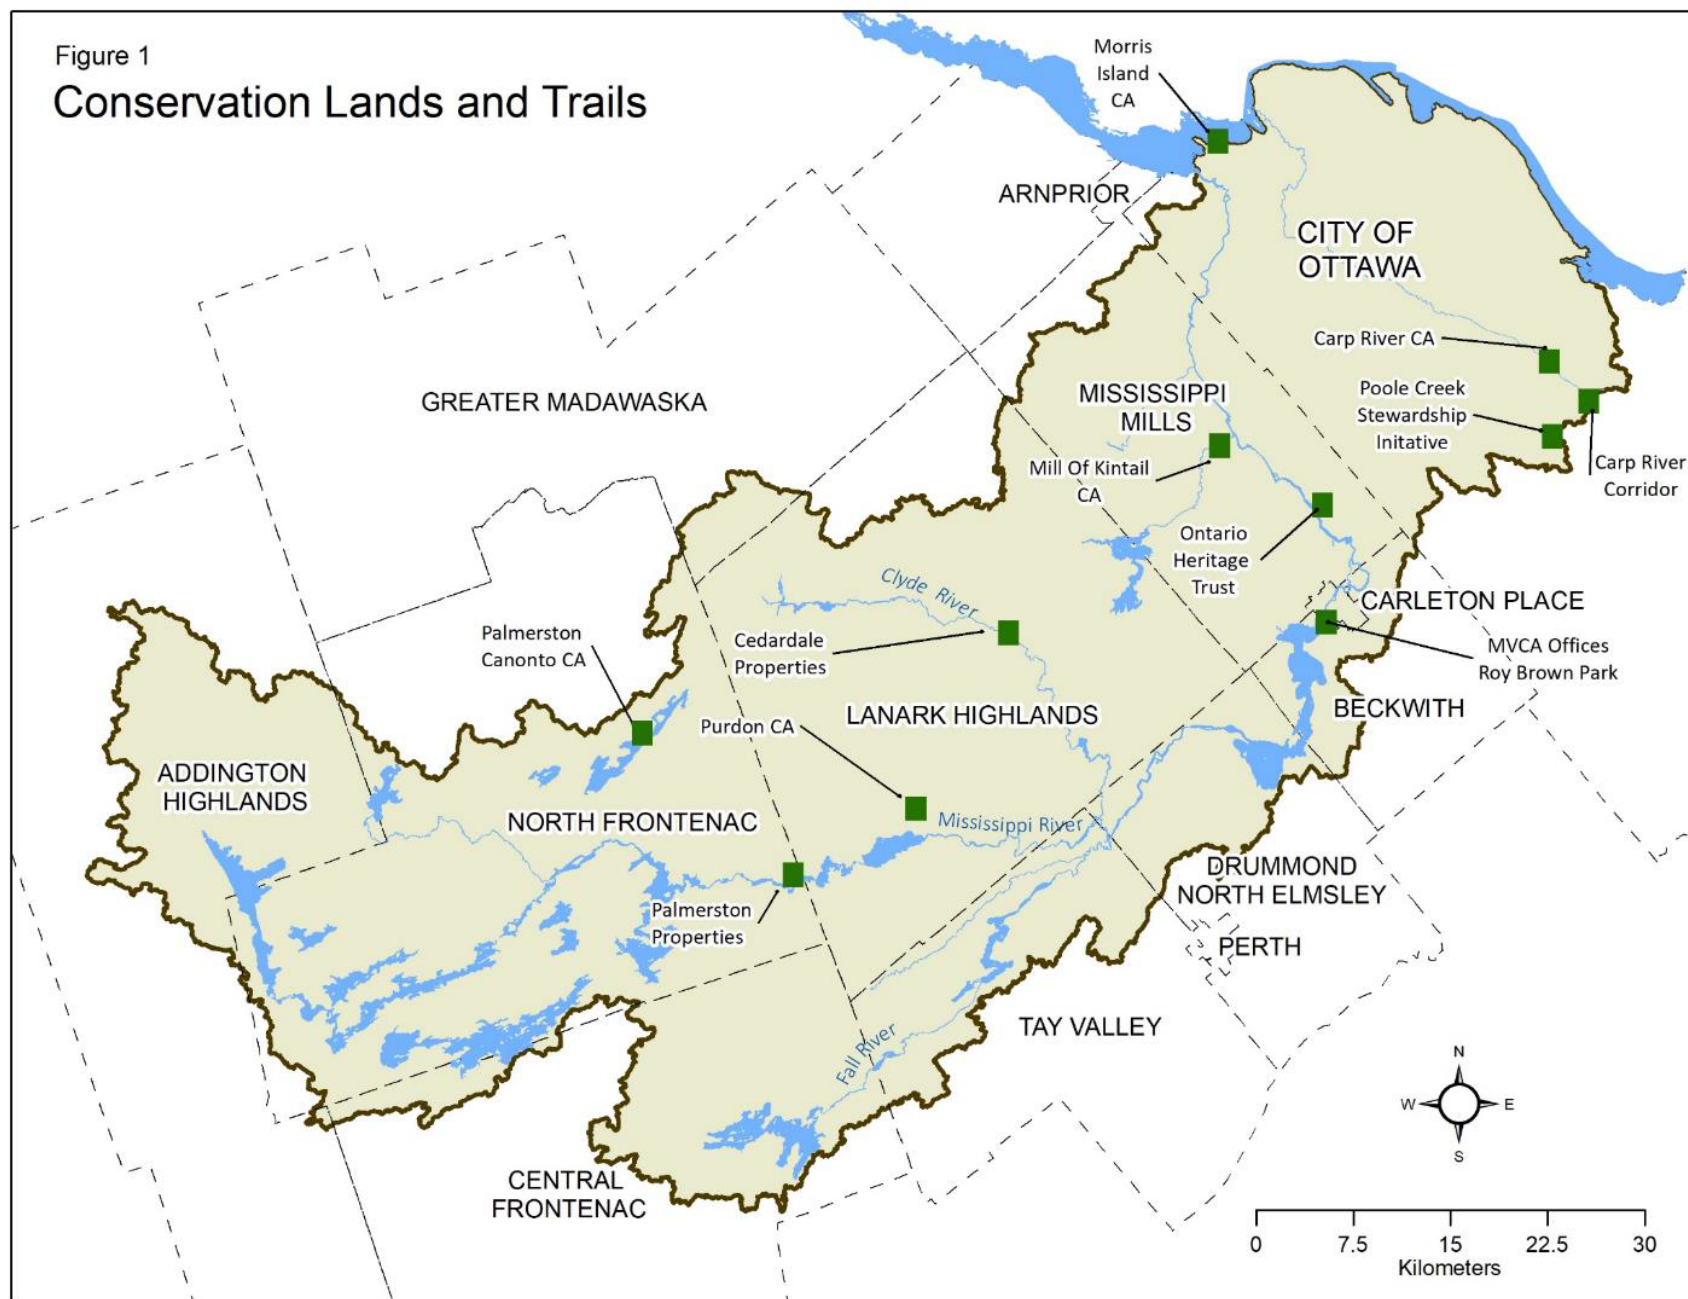 Figure 1
Conservation Lands and Trails
Morris
Island
CA
ARNPRIOR
CITY OF
OTTAWA
Carp River CA
Poole Creek
Stewardship
Initative
Carp River
Corridor
GREATER MADAWASKA
MISSISSIPPI
MILLS
Mill Of Kintail
CA
Ontario
Heritage
Trust
Clyde River
CARLETON PLACE
MVCA Offices
Roy Brown Park
Palmerston
Canonto CA
Cedardale
Properties
Purdon CA
LANARK HIGHLANDS
BECKWITH
ADDINGTON
HIGHLANDS
NORTH FRONTENAC
Mississippi River
DRUMMOND
NORTH ELMSLEY
Palmerston
Properties
PERTH
TAY VALLEY
Fall River
CENTRAL
FRONTENAC
N
W E
S
0 7.5 15 22.5 30
Kilometers